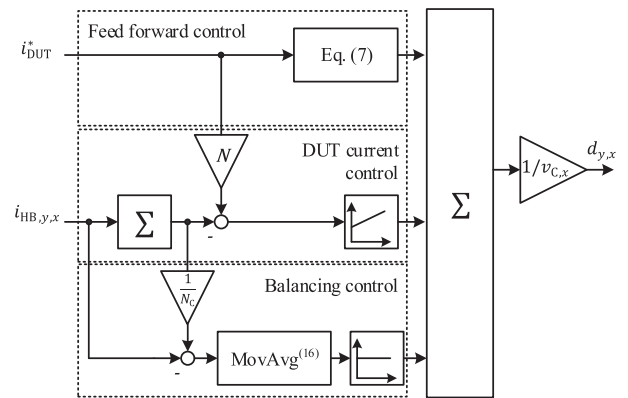 Feed forward control
i*DUT
Eq. (7)
N
DUT current
control
iHB,y,x
Σ
-
Σ
1/vC,x
dy,x
1/NC
Balancing control
-
MovAvg(16)